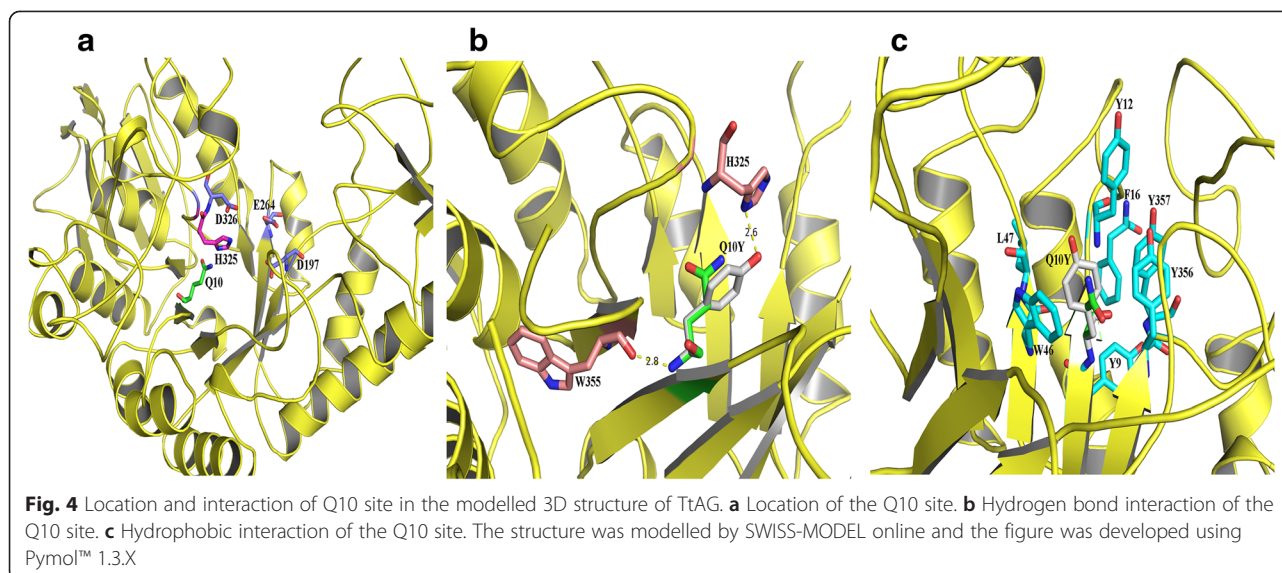 a
b
c
D326
E264
H325
D197
Q10
H325
2.6
Q10Y
2.8
W355
Y12
F16
Y357
L47
Q10Y
Y356
W46
Y9
Fig. 4 Location and interaction of Q10 site in the modelled 3D structure of TtAG. a Location of the Q10 site. b Hydrogen bond interaction of the
Q10 site. c Hydrophobic interaction of the Q10 site. The structure was modelled by SWISS-MODEL online and the figure was developed using
Pymol™ 1.3.X